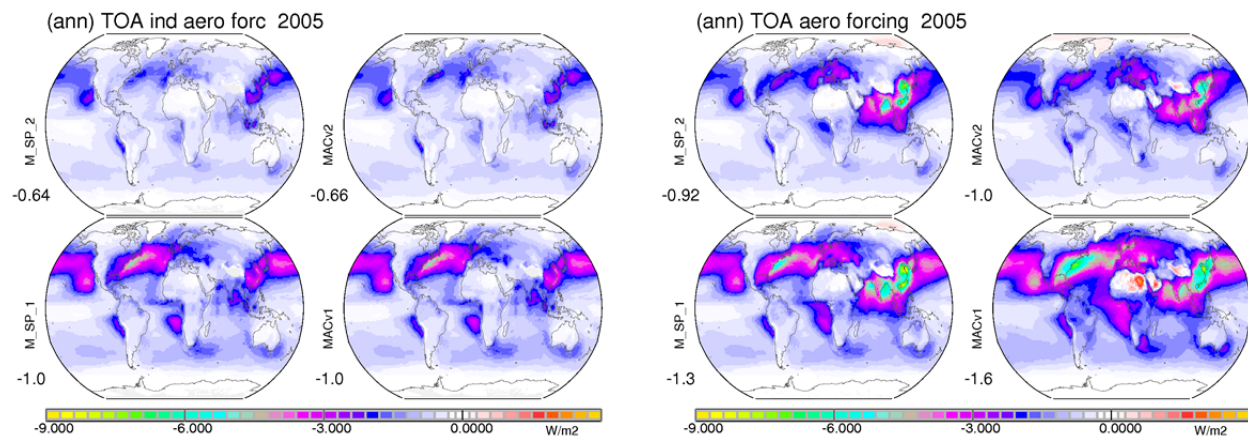 (ann) TOA ind aero forc 2005
M_SP_2
-0.64
MACv2
-0.66
M_SP_1
-1.0
MACv1
-1.0
-9.000 -6.000 -3.000 0.0000 W/m2
(ann) TOA aero forcing 2005
M_SP_2
-0.92
MACv2
-1.0
M_SP_1
-1.3
MACv1
-1.6
-9.000 -6.000 -3.000 0.0000 W/m2